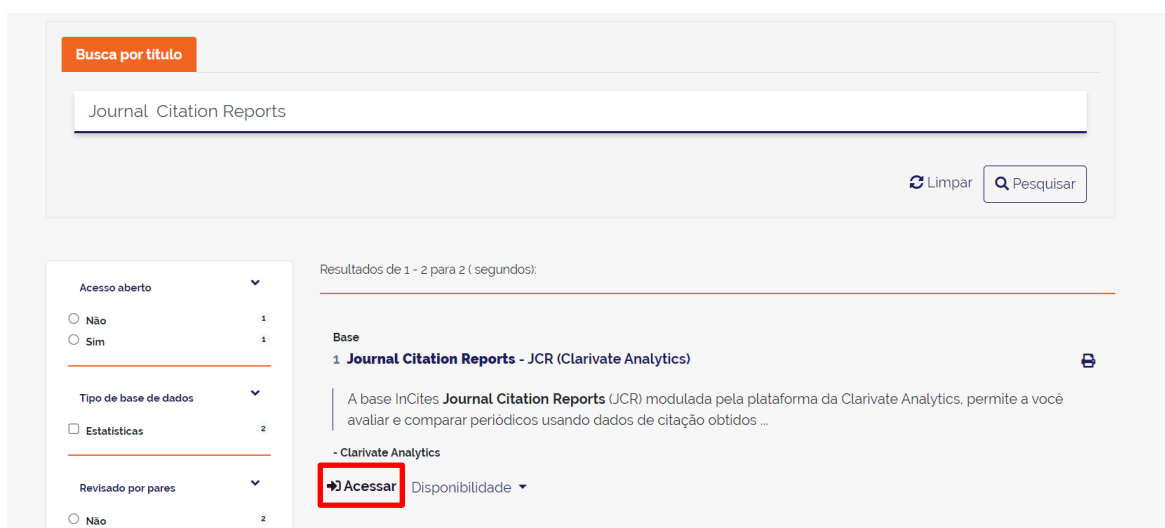 Busca por título
Journal Citation Reports
Limpar
Pesquisar
Acesso aberto
Não 1
Sim 1
Tipo de base de dados
Estatisticas 2
Revisado por pares
Não 2
Resultados de 1 - 2 para 2 ( segundos):
Base
1 Journal Citation Reports - JCR (Clarivate Analytics)
A base InCites Journal Citation Reports (JCR) modulada pela plataforma da Clarivate Analytics, permite a você
avaliar e comparar periódicos usando dados de citação obtidos ...
- Clarivate Analytics
Acessar Disponibilidade